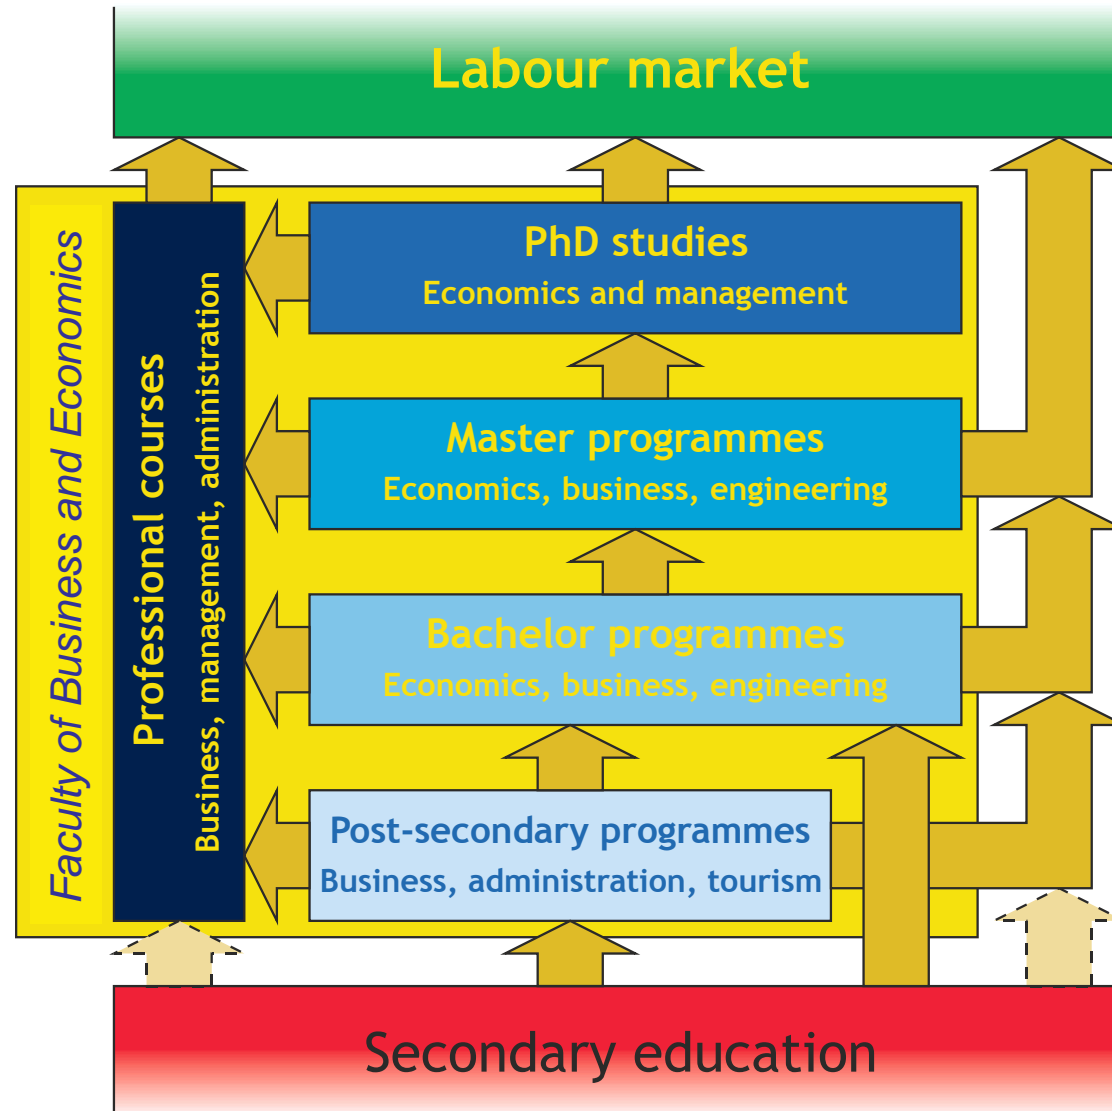 Labour market
Faculty of Business and Economics
Professional courses
Business, management, administration
PhD studies
Economics and management
Master programmes
Economics, business, engineering
Bachelor programmes
Economics, business, engineering
Post-secondary programmes
Business, administration, tourism
Secondary education